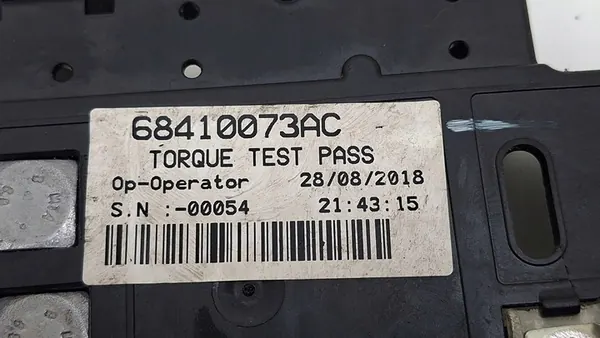 68410073AC
TORQUE TEST PASS
Op-Operator 28/08/2018
S.N :-00054 21:43:15